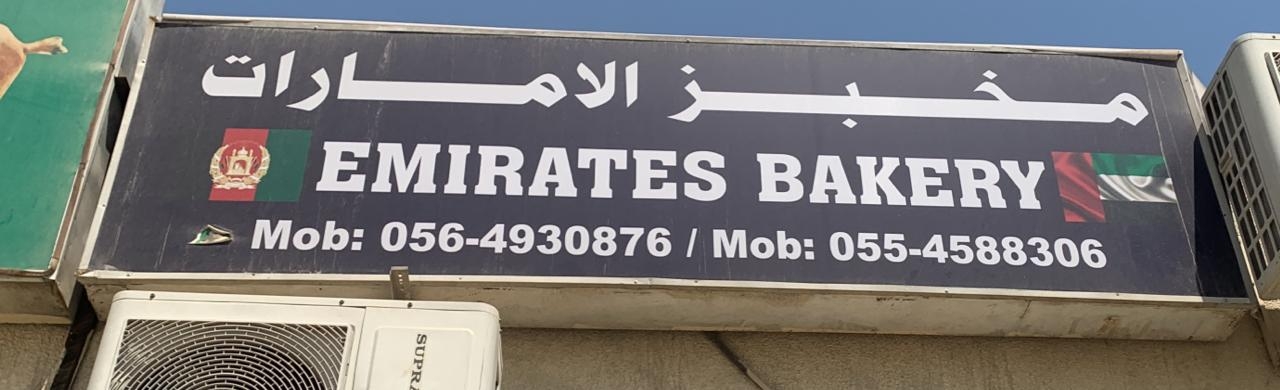 مخبز الامارات
EMIRATES BAKERY
Mob: 056-4930876 / Mob: 055-4588306